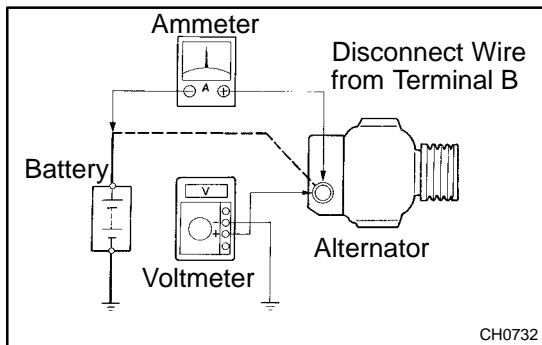 Ammeter
Disconnect Wire
from Terminal B
- A +
Battery
V
-
+
Voltmeter
Alternator
CH0732